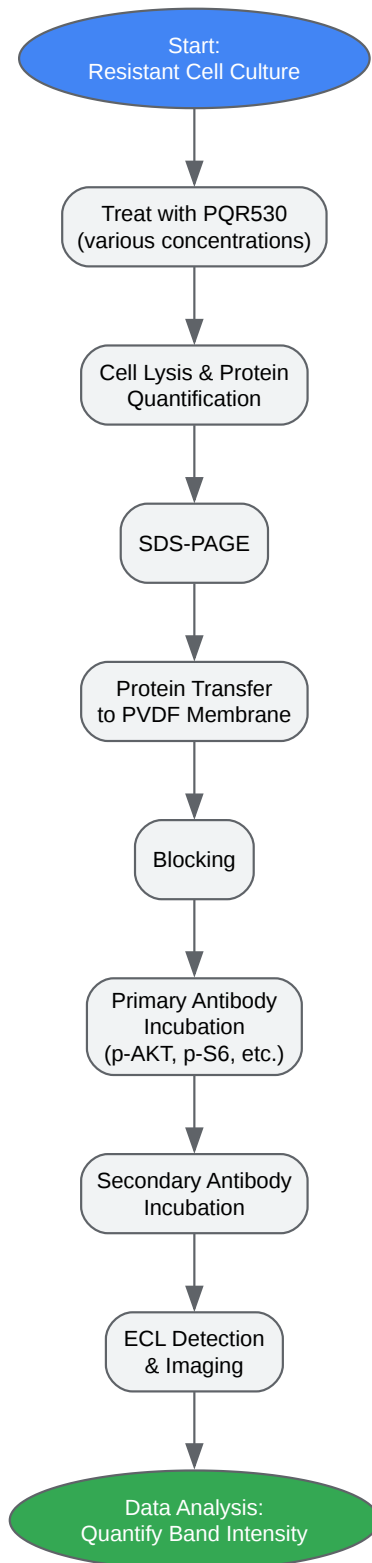 Start:
Resistant Cell Culture
Treat with PQR530
(various concentrations)
Cell Lysis & Protein
Quantification
SDS-PAGE
Protein Transfer
to PVDF Membrane
Blocking
Primary Antibody
Incubation
(p-AKT, p-S6, etc.)
Secondary Antibody
Incubation
ECL Detection
& Imaging
Data Analysis:
Quantify Band Intensity